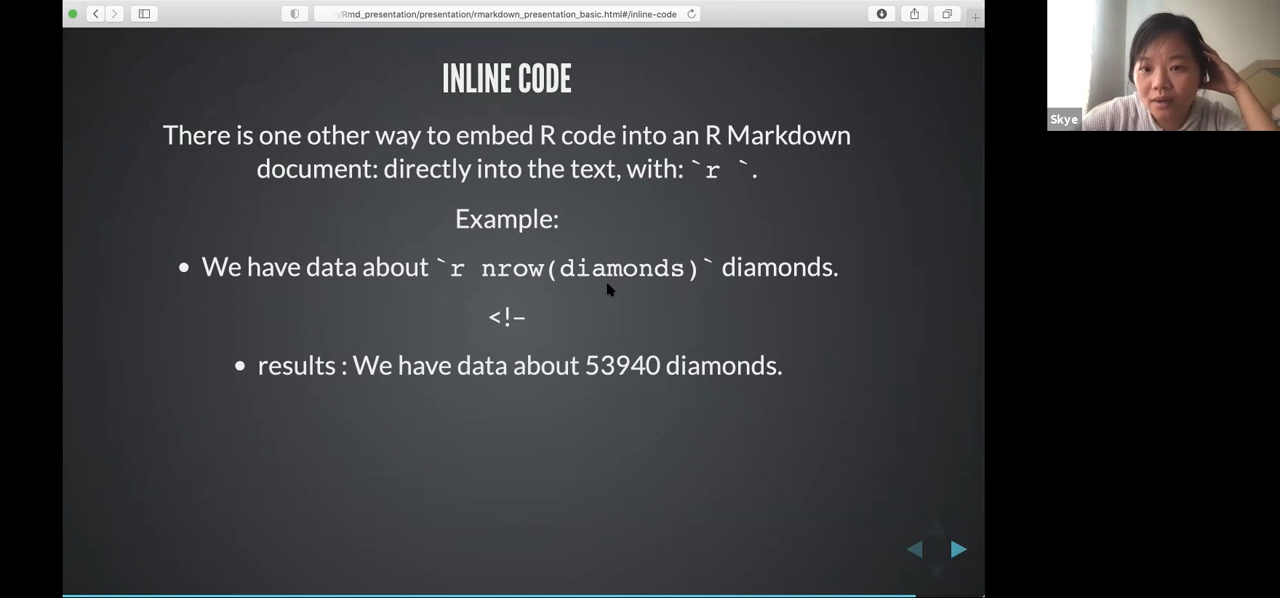 n/Rmd_presentation/presentation/rmarkdown_presentation_basic.html#/inline-code
INLINE CODE
There is one other way to embed R code into an R Markdown
document: directly into the text, with: `r `.
Example:
• We have data about `r nrow(diamonds)` diamonds.
<!–
• results : We have data about 53940 diamonds.
Skye